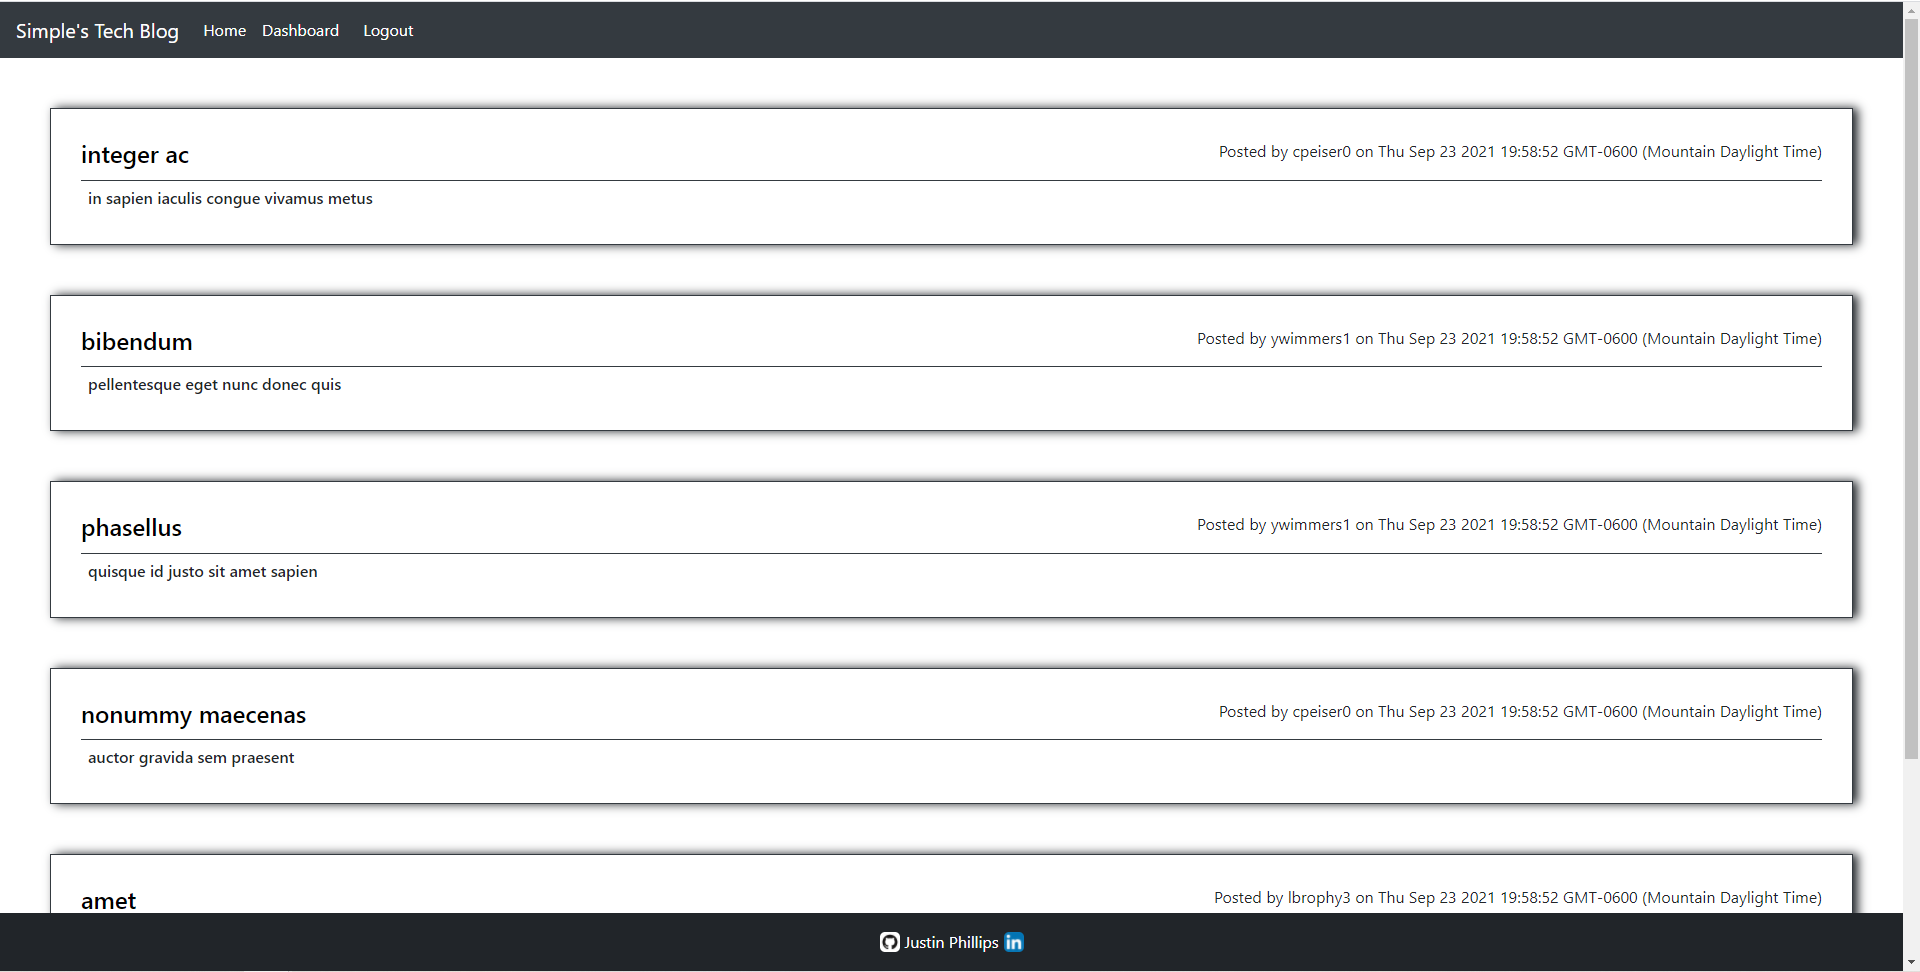 Simple's Tech Blog Home Dashboard Logout
integer ac Posted by cpeiser0 on Thu Sep 23 2021 19:58:52 GMT-0600 (Mountain Daylight Time)
in sapien iaculis congue vivamus metus
bibendum Posted by ywimmers1 on Thu Sep 23 2021 19:58:52 GMT-0600 (Mountain Daylight Time)
pellentesque eget nunc donec quis
phasellus Posted by ywimmers1 on Thu Sep 23 2021 19:58:52 GMT-0600 (Mountain Daylight Time)
quisque id justo sit amet sapien
nonummy maecenas Posted by cpeiser0 on Thu Sep 23 2021 19:58:52 GMT-0600 (Mountain Daylight Time)
auctor gravida sem praesent
amet Posted by lbrophy3 on Thu Sep 23 2021 19:58:52 GMT-0600 (Mountain Daylight Time)
Justin Phillips in